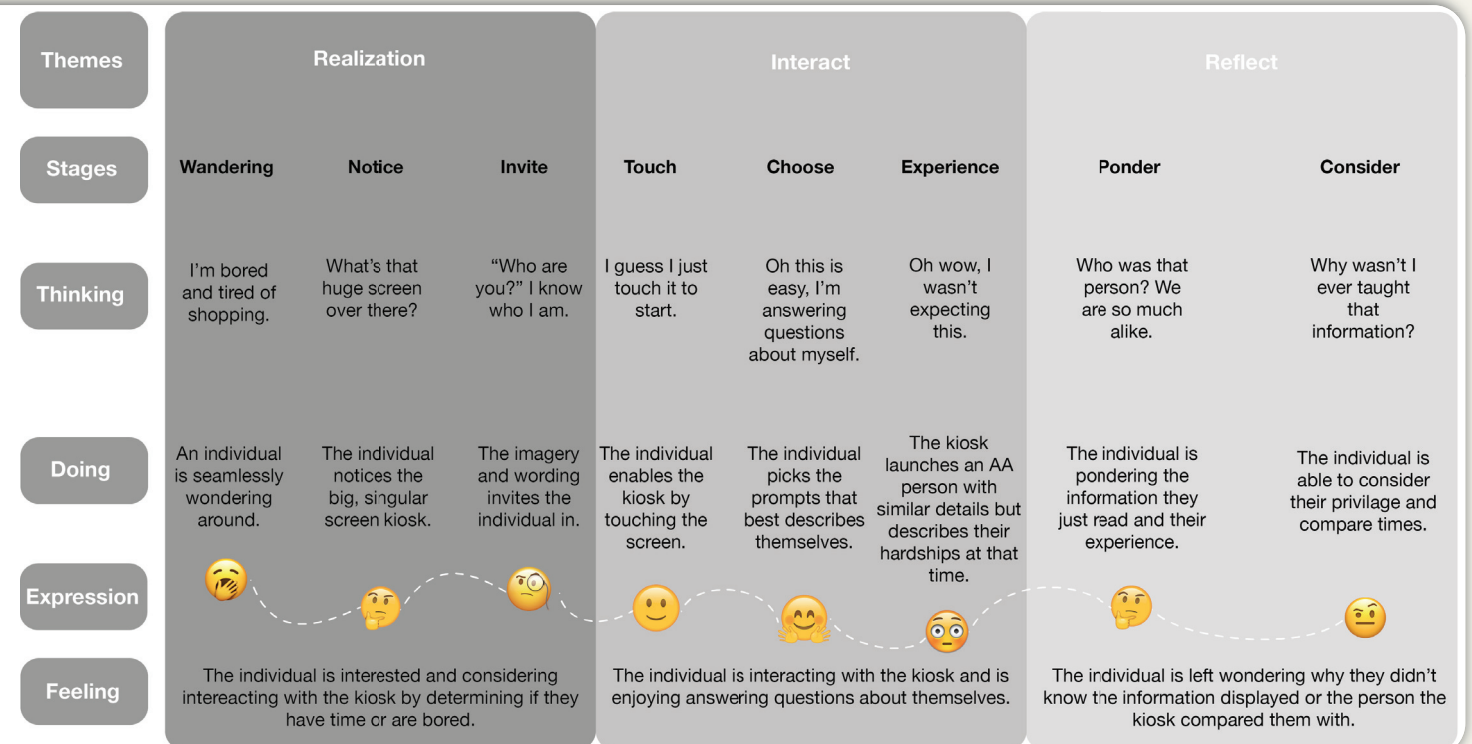 Themes
Realization
Interact
Reflect
Stages
Wandering
Notice
Invite
Touch
Choose
Experience
Ponder
Consider
Thinking
I'm bored
and tired of
shopping.
What's that
huge screen
over there?
“Who are
you?” I know
who I am.
I guess I just
touch it to
start.
Oh this is
easy, I'm
answering
questions
about myself.
Oh wow, I
wasn't
expecting
this.
Who was that
person? We
are so much
alike.
Why wasn't I
ever taught
that
information?
Doing
An individual
is seamlessly
wondering
around.
The individual
notices the
big, singular
screen kiosk.
The imagery
and wording
invites the
individual in.
The individual
enables the
kiosk by
touching the
screen.
The individual
picks the
prompts that
best describes
themselves.
The kiosk
launches an AA
person with
similar details but
describes their
hardships at that
time.
The individual is
pondering the
information they
just read and their
experience.
The individual is
able to consider
their privilage and
compare times.
Expression
Feeling
The individual is interested and considering
intereacting with the kiosk by determining if they
have time or are bored.
The individual is interacting with the kiosk and is
enjoying answering questions about themselves.
The individual is left wondering why they didn't
know the information displayed or the person the
kiosk compared them with.